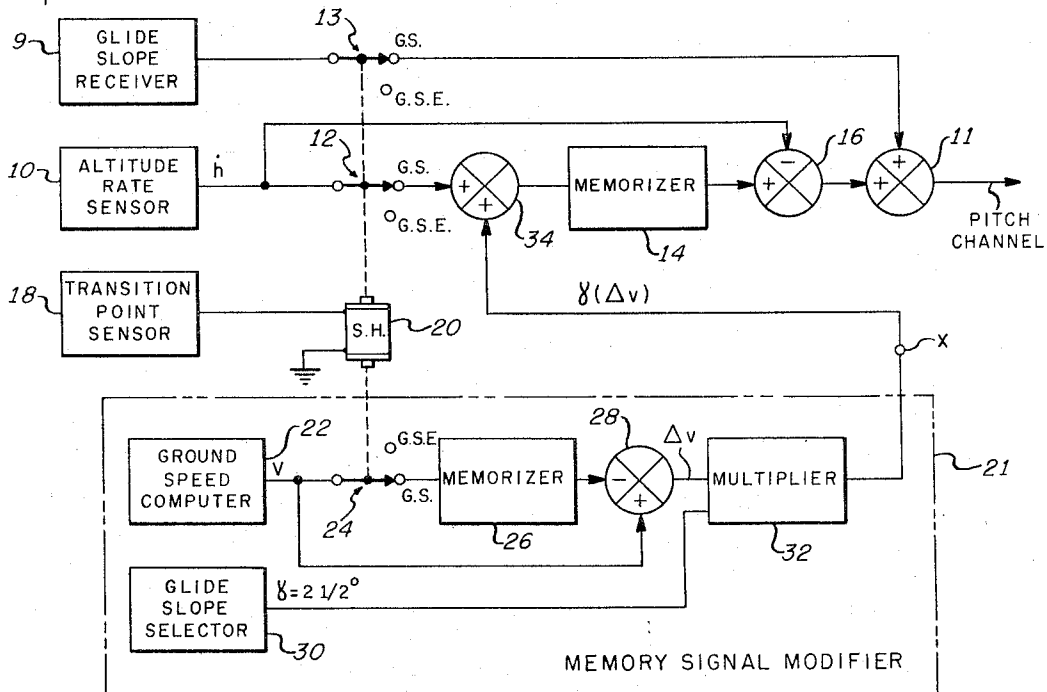 9
GLIDE
SLOPE
RECEIVER
13
G.S.
G.S.E.
10
ALTITUDE
RATE
SENSOR
ḣ
12
G.S.
G.S.E.
+
+
34
MEMORIZER
14
−
+
16
+
+
11
PITCH
CHANNEL
18
TRANSITION
POINT
SENSOR
S.H.
20
γ(Δv)
X
22
GROUND
SPEED
COMPUTER
V
G.S.E
G.S.
24
MEMORIZER
26
28
−
+
Δv
MULTIPLIER
32
21
GLIDE
SLOPE
SELECTOR
30
γ=2 1/2°
MEMORY SIGNAL MODIFIER